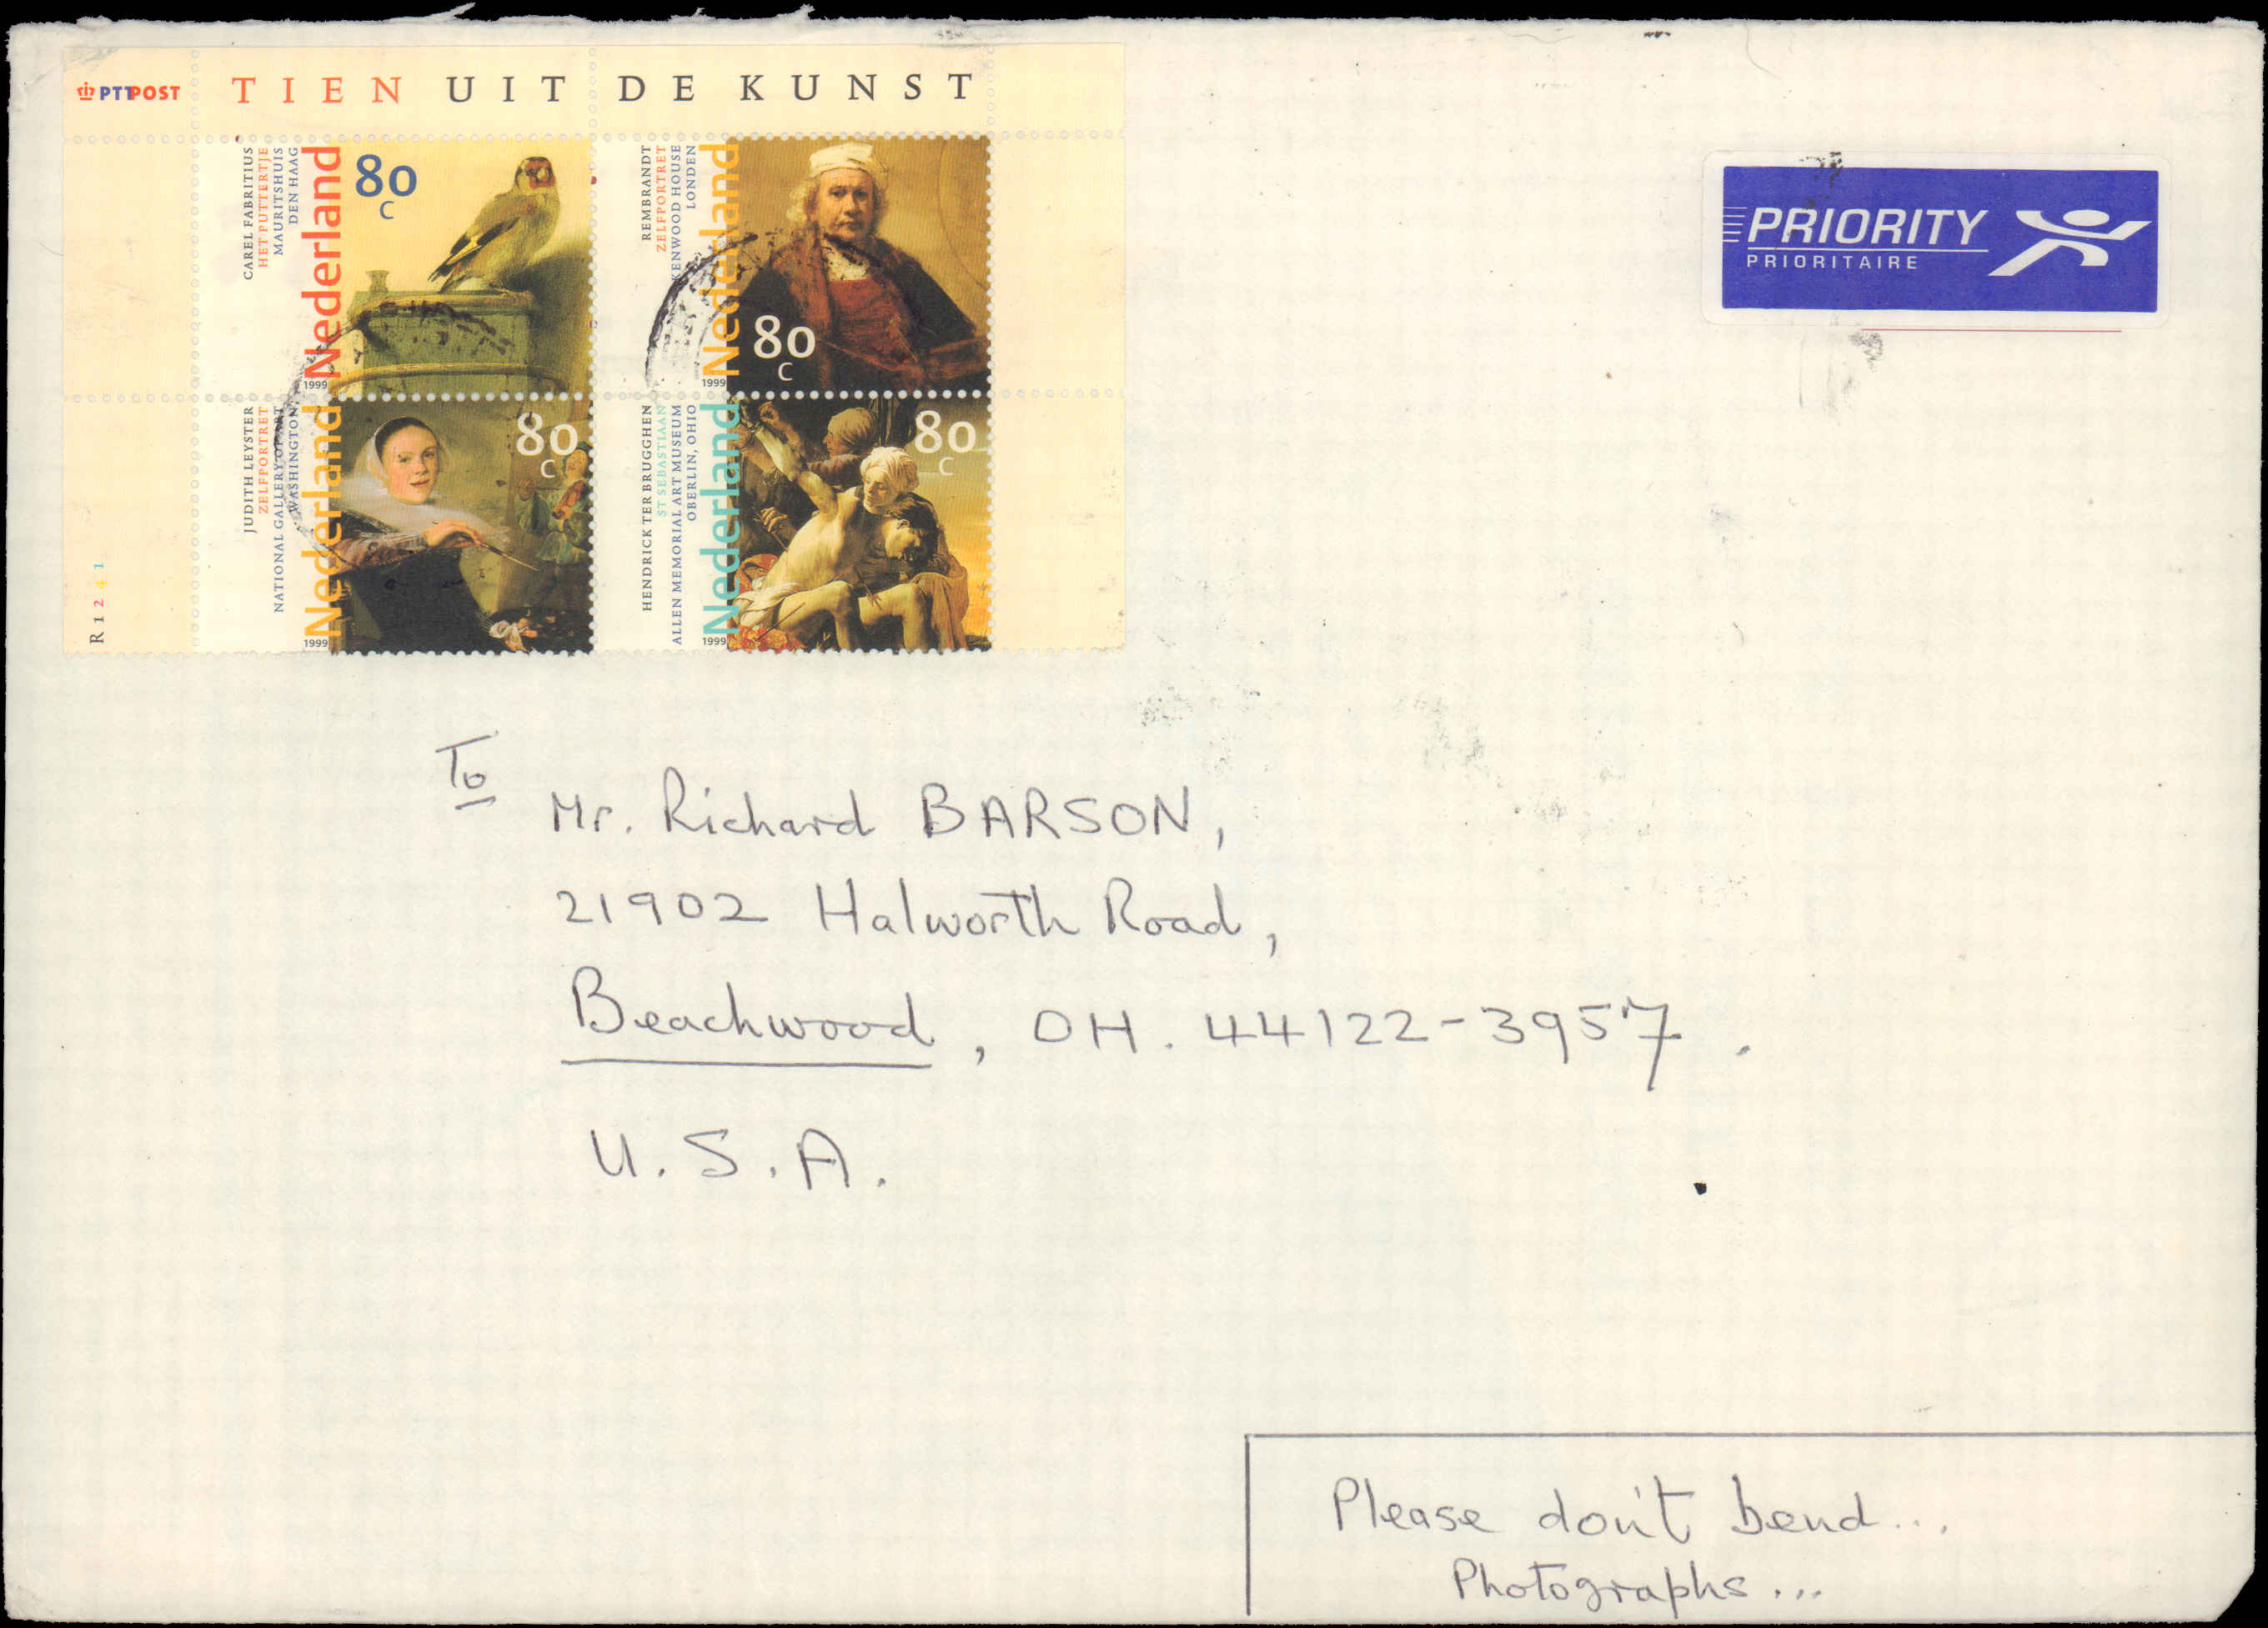 PTT POST
TIEN UIT DE KUNST
CAREL FABRITIUS
HET PUTTERTJE
MAURITSHUIS
DEN HAAG
Nederland
80
C
1999
REMBRANDT
ZELFPORTRET
KENWOOD HOUSE
LONDEN
Nederland
80
C
1999
JUDITH LEYSTER
ZELFPORTRET
NATIONAL GALLERY OF ART
WASHINGTON
Nederland
80
C
1999
HENDRICK TER BRUGGHEN
ST SEBASTIAAN
ALLEN MEMORIAL ART MUSEUM
OBERLIN, OHIO
Nederland
80
C
1999
R 1 2 4 1
PRIORITY
PRIORITAIRE
To
Mr. Richard BARSON,
21902 Halworth Road,
Beachwood, OH. 44122-3957.
U.S.A.
Please don't bend...
Photographs...